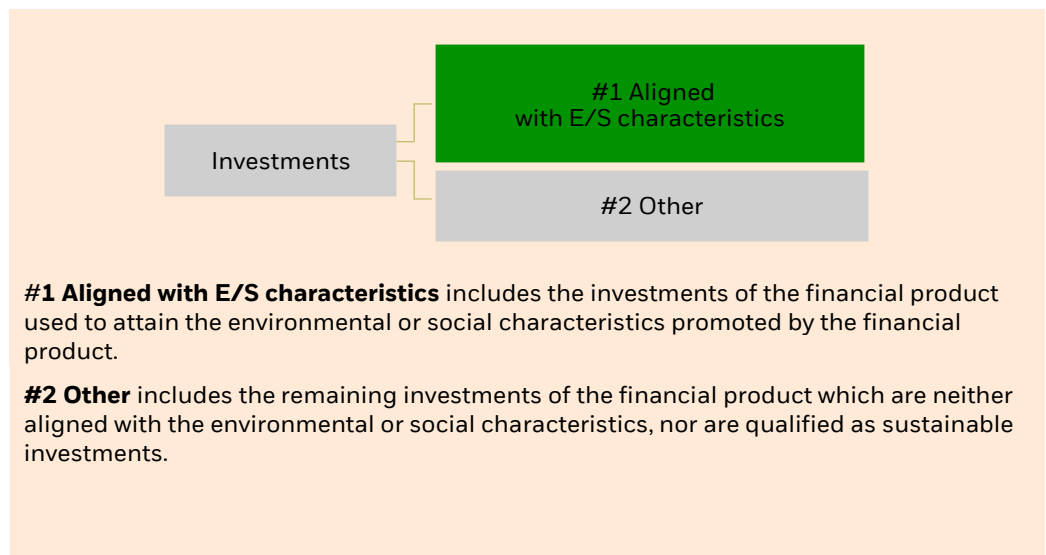 #1 Aligned
with E/S characteristics
Investments
#2 Other
#1 Aligned with E/S characteristics includes the investments of the financial product
used to attain the environmental or social characteristics promoted by the financial
product.
#2 Other includes the remaining investments of the financial product which are neither
aligned with the environmental or social characteristics, nor are qualified as sustainable
investments.